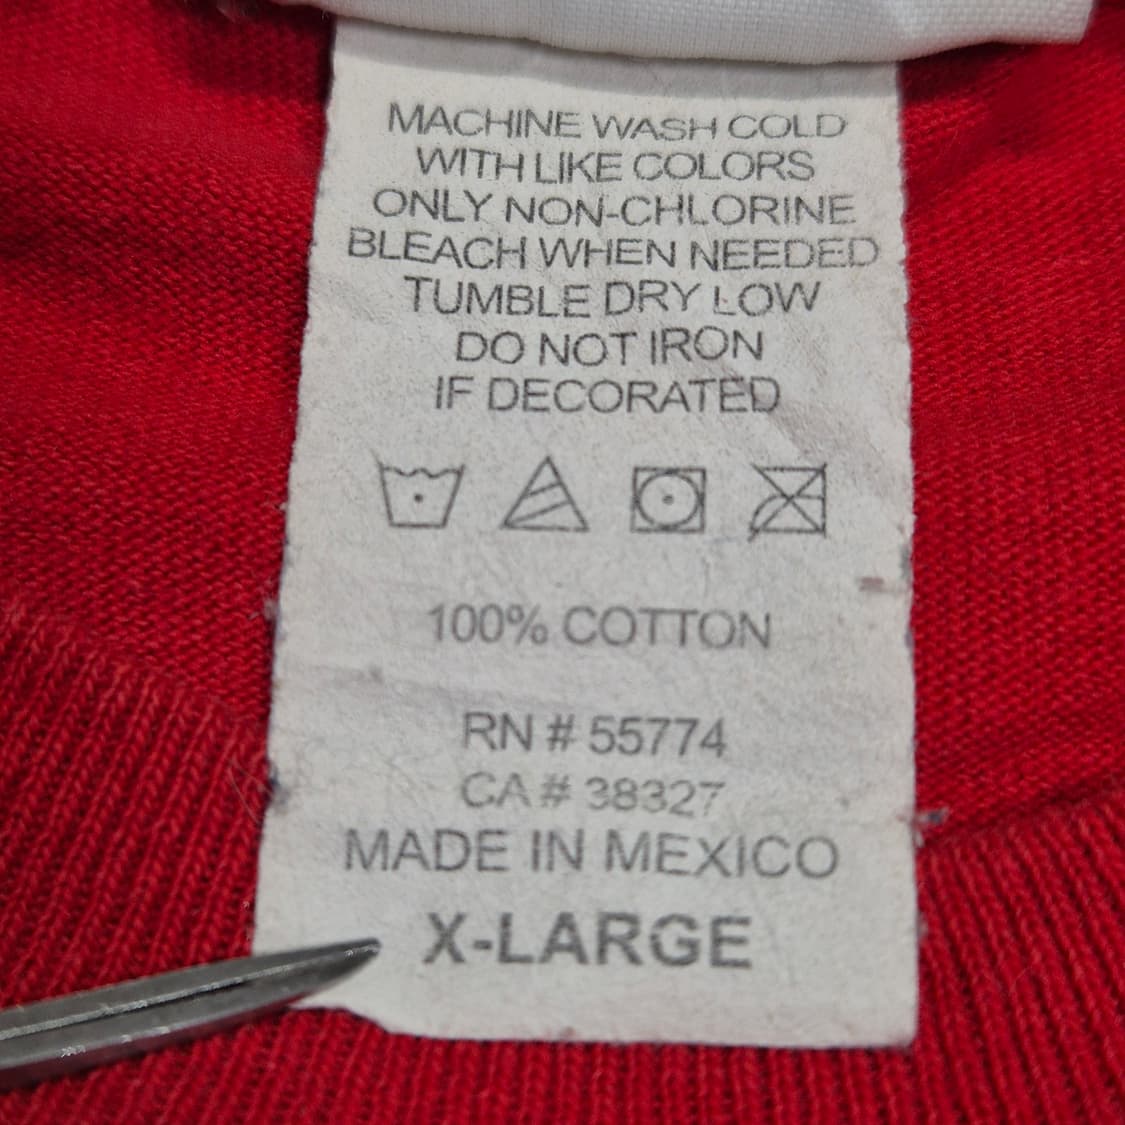 MACHINE WASH COLD
WITH LIKE COLORS
ONLY NON-CHLORINE
BLEACH WHEN NEEDED
TUMBLE DRY LOW
DO NOT IRON
IF DECORATED
100% COTTON
RN # 55774
CA # 38327
MADE IN MEXICO
X-LARGE